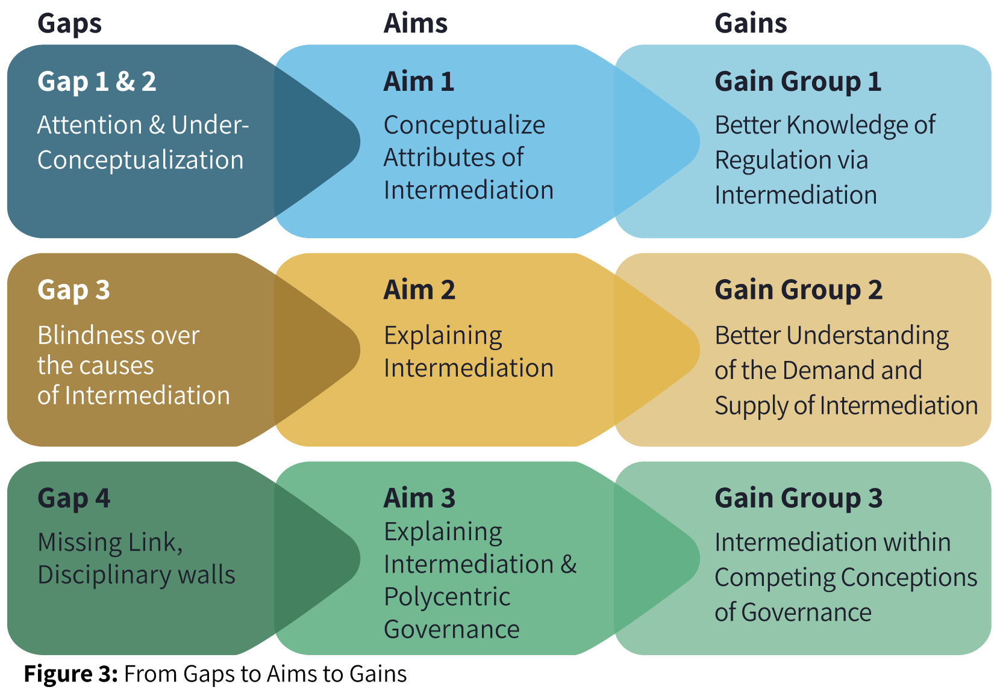 Gaps
Aims
Gains
Gap 1 & 2
Attention & Under-
Conceptualization
Aim 1
Conceptualize
Attributes of
Intermediation
Gain Group 1
Better Knowledge of
Regulation via
Intermediation
Gap 3
Blindness over
the causes
of Intermediation
Aim 2
Explaining
Intermediation
Gain Group 2
Better Understanding
of the Demand and
Supply of Intermediation
Gap 4
Missing Link,
Disciplinary walls
Aim 3
Explaining
Intermediation &
Polycentric
Governance
Gain Group 3
Intermediation within
Competing Conceptions
of Governance
Figure 3: From Gaps to Aims to Gains